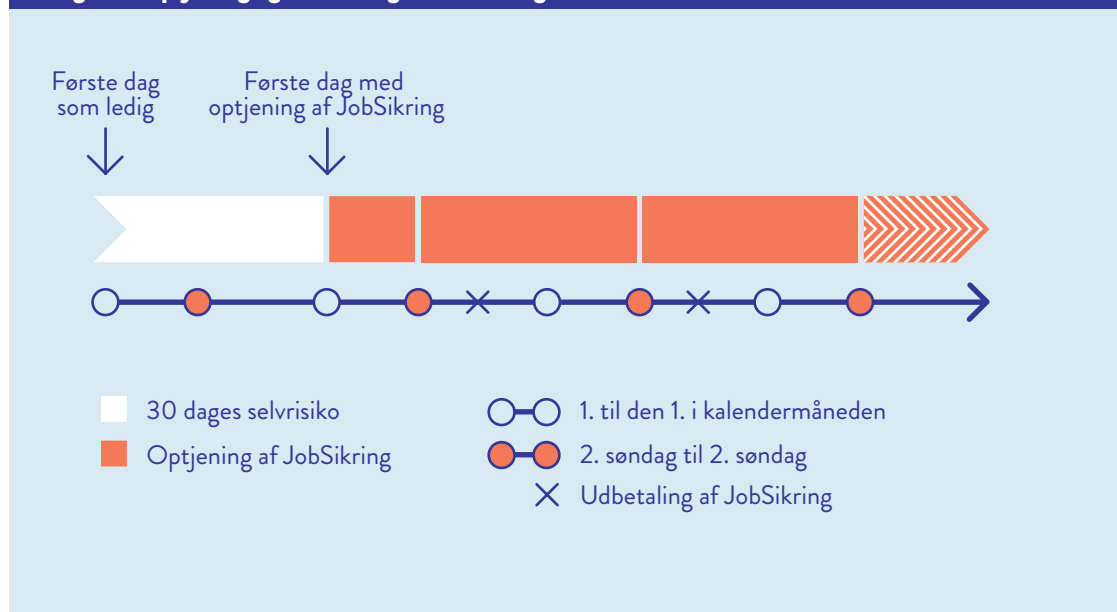 Første dag
som ledig
Første dag med
optjening af JobSikring
30 dages selvrisiko
Optjening af JobSikring
1. til den 1. i kalendermåneden
2. søndag til 2. søndag
Udbetaling af JobSikring